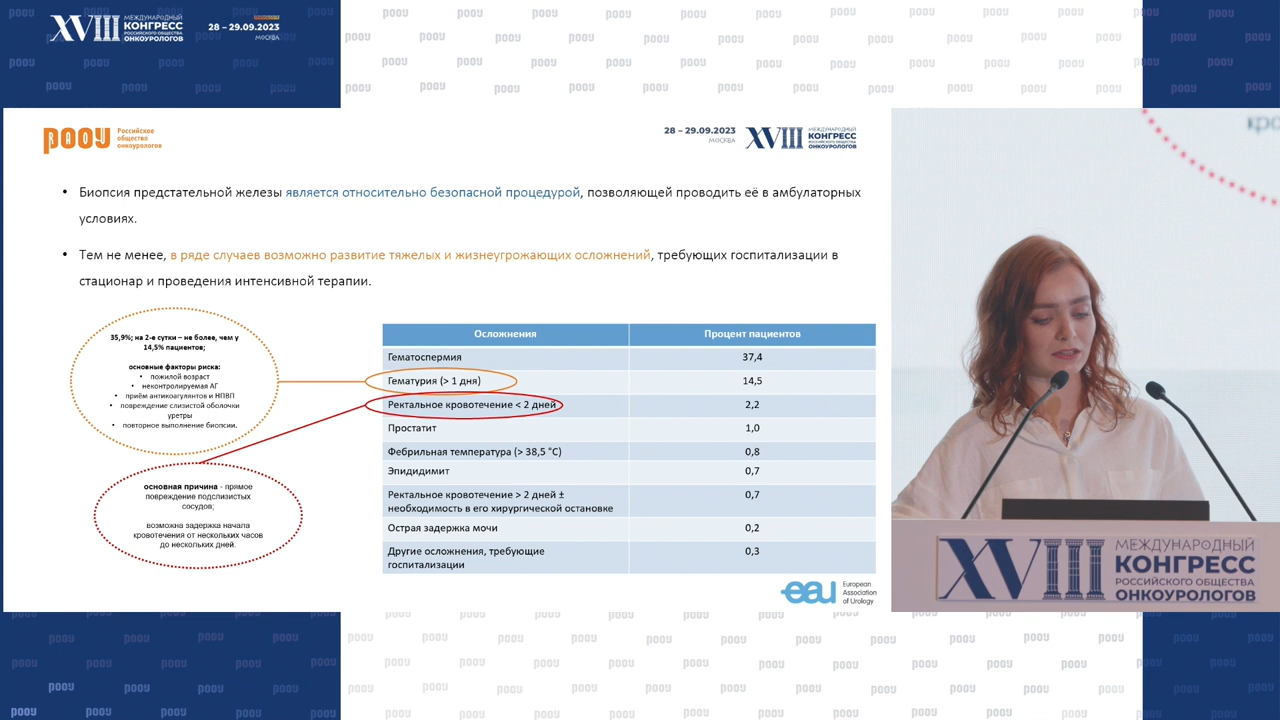 XVIII МЕЖДУНАРОДНЫЙ
КОНГРЕСС
РОССИЙСКОГО ОБЩЕСТВА
ОНКОУРОЛОГОВ
28 – 29.09.2023
МОСКВА
РООУ
Российское
общество
онкоурологов
28 – 29.09.2023
МОСКВА
XVIII МЕЖДУНАРОДНЫЙ
КОНГРЕСС
РОССИЙСКОГО ОБЩЕСТВА
ОНКОУРОЛОГОВ
• Биопсия предстательной железы является относительно безопасной процедурой, позволяющей проводить её в амбулаторных
условиях.
• Тем не менее, в ряде случаев возможно развитие тяжелых и жизнеугрожающих осложнений, требующих госпитализации в
стационар и проведения интенсивной терапии.
35,9%; на 2-е сутки – не более, чем у
14,5% пациентов;
основные факторы риска:
• пожилой возраст
• неконтролируемая АГ
• приём антикоагулянтов и НПВП
• повреждение слизистой оболочки
уретры
• повторное выполнение биопсии.
основная причина - прямое
повреждение подслизистых
сосудов;
возможна задержка начала
кровотечения от нескольких часов
до нескольких дней.
Осложнения Процент пациентов
Гематоспермия 37,4
Гематурия (> 1 дня) 14,5
Ректальное кровотечение < 2 дней 2,2
Простатит 1,0
Фебрильная температура (> 38,5 °C) 0,8
Эпидидимит 0,7
Ректальное кровотечение > 2 дней ± 0,7
необходимость в его хирургической остановке
Острая задержка мочи 0,2
Другие осложнения, требующие 0,3
госпитализации
eau
European
Association
of Urology
XVIII МЕЖДУНАРОДНЫЙ
КОНГРЕСС
РОССИЙСКОГО ОБЩЕСТВА
ОНКОУРОЛОГОВ